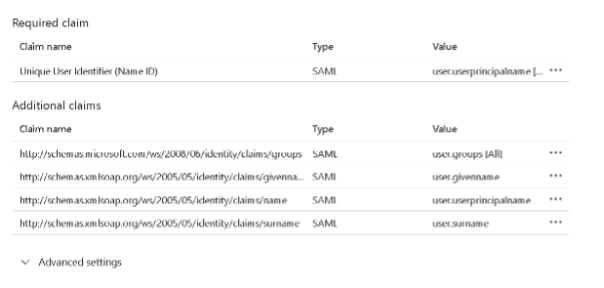 Required claim
Claim name Type Value
Unique User Identifier (Name ID) SAML user.userprincipalname [... •••
Additional claims
Claim name Type Value
http://schemas.microsoft.com/ws/2008/06/identity/claims/groups SAML user.groups [All] •••
http://schemas.xmlsoap.org/ws/2005/05/identity/claims/givenna... SAML user.givenname •••
http://schemas.xmlsoap.org/ws/2005/05/identity/claims/name SAML user.userprincipalname •••
http://schemas.xmlsoap.org/ws/2005/05/identity/claims/surname SAML user.surname •••
Advanced settings